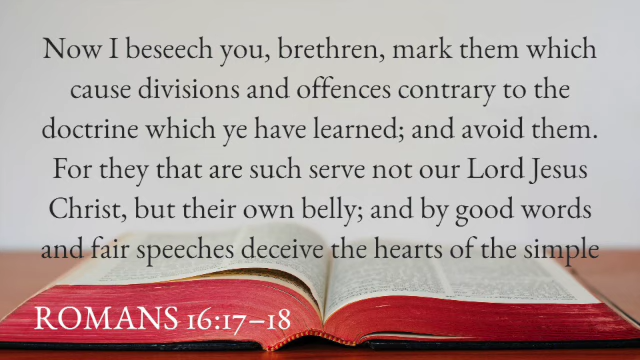 Now I beseech you, brethren, mark them which
cause divisions and offences contrary to the
doctrine which ye have learned; and avoid them.
For they that are such serve not our Lord Jesus
Christ, but their own belly; and by good words
and fair speeches deceive the hearts of the simple
ROMANS 16:17–18